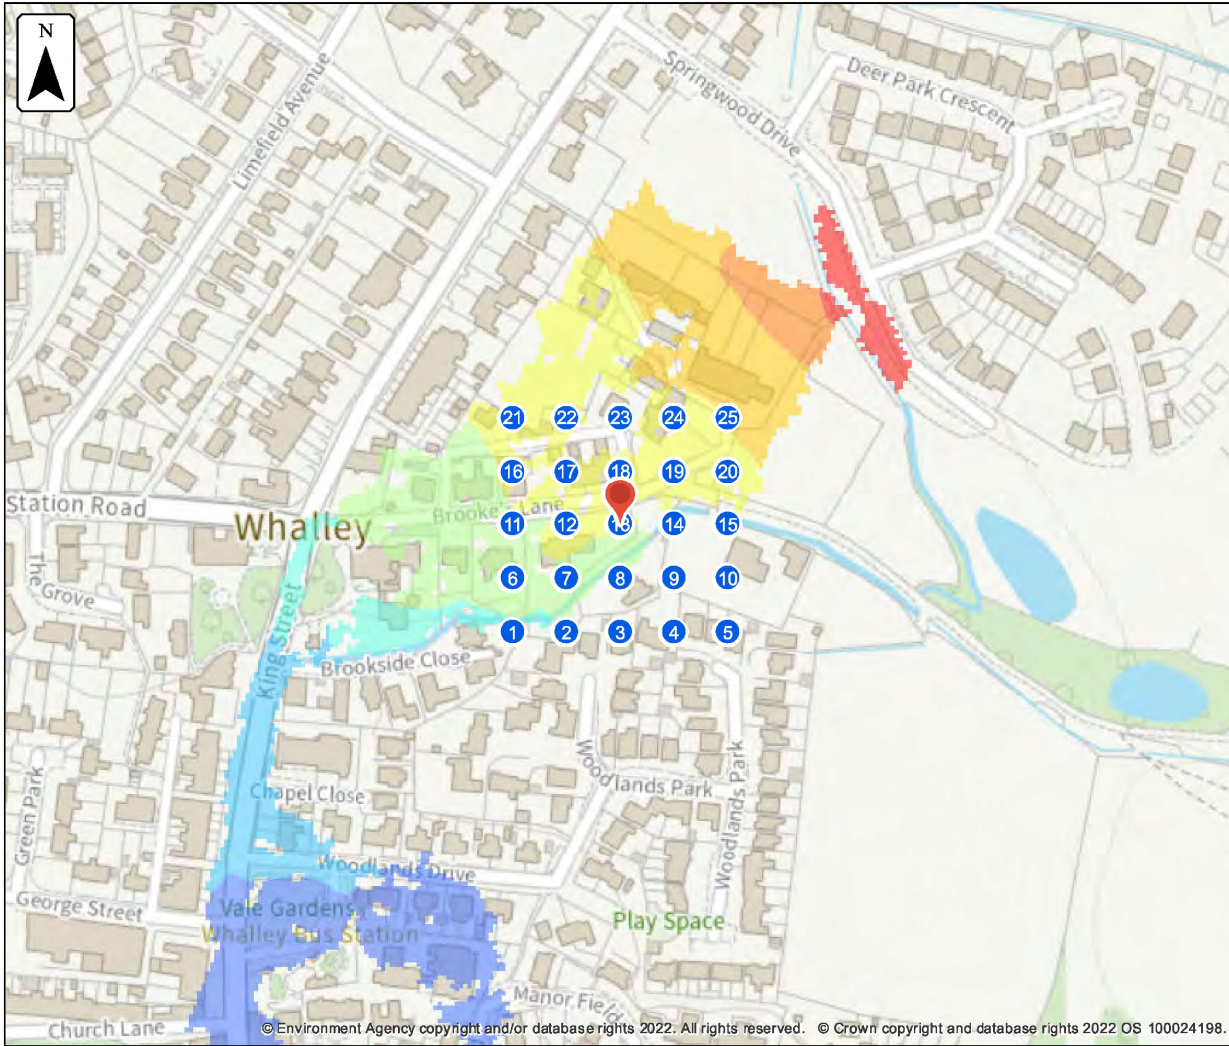 N
Limefield Avenue
Springwood Drive
Deer Park Crescent
21 22 23 24 25
16 17 18 19 20
Station Road
Whalley
Brooke's Lane
11 12 13 14 15
The Grove
6 7 8 9 10
King Street
1 2 3 4 5
Brookside Close
Woodlands Park
Woodlands Park
Green Park
Chapel Close
Woodlands Drive
George Street
Vale Gardens
Whalley Bus Station
Play Space
Manor Field
Church Lane
© Environment Agency copyright and/or database rights 2022. All rights reserved. © Crown copyright and database rights 2022 OS 100024198.